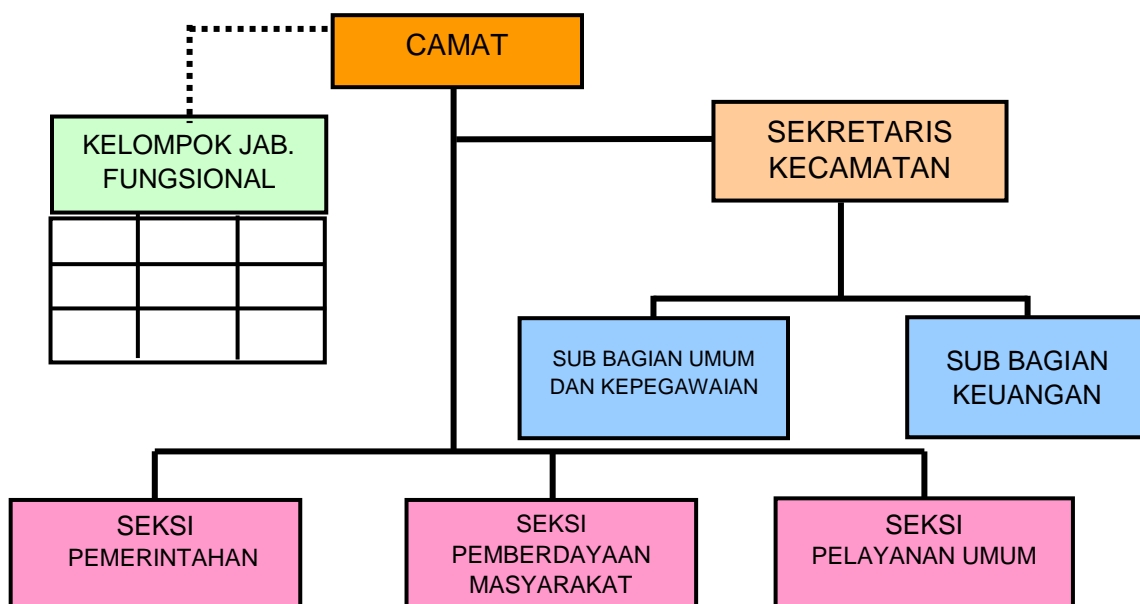 CAMAT
KELOMPOK JAB.
FUNGSIONAL
SEKRETARIS
KECAMATAN
SUB BAGIAN UMUM
DAN KEPEGAWAIAN
SUB BAGIAN
KEUANGAN
SEKSI
PEMERINTAHAN
SEKSI
PEMBERDAYAAN
MASYARAKAT
SEKSI
PELAYANAN UMUM